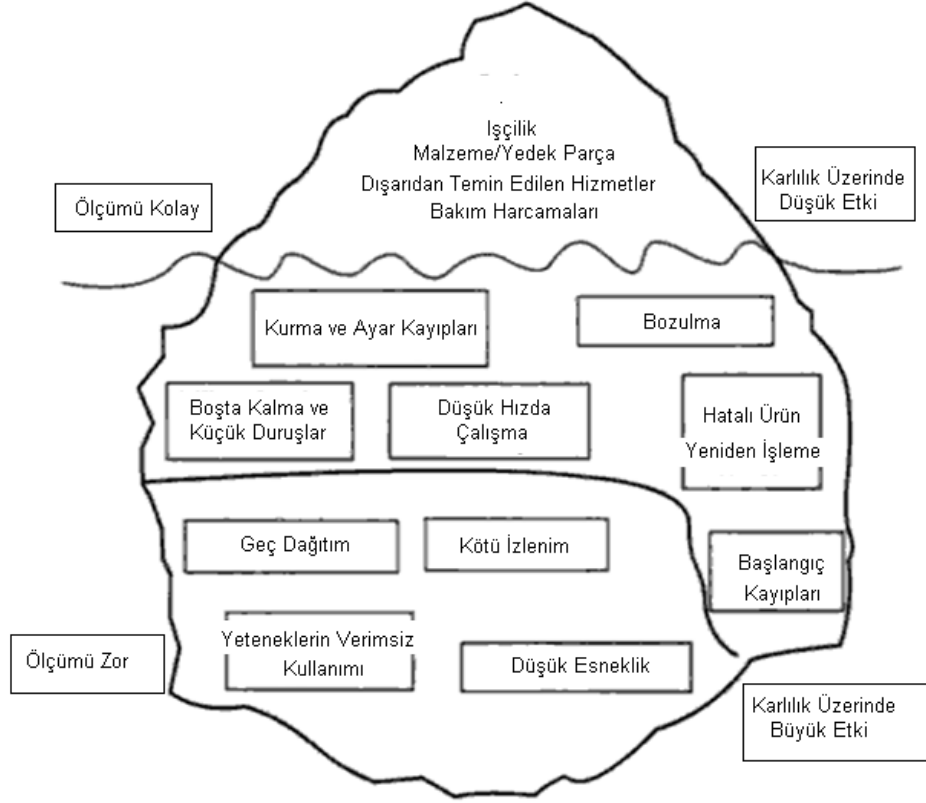 Işçilik
Malzeme/Yedek Parça
Dışarıdan Temin Edilen Hizmetler
Bakım Harcamaları
Ölçümü Kolay
Karlılık Üzerinde
Düşük Etki
Kurma ve Ayar Kayıpları
Bozulma
Boşta Kalma ve
Küçük Duruşlar
Düşük Hızda
Çalışma
Hatalı Ürün
Yeniden İşleme
Geç Dağıtım
Kötü İzlenim
Başlangıç
Kayıpları
Yeteneklerin Verimsiz
Kullanımı
Düşük Esneklik
Ölçümü Zor
Karlılık Üzerinde
Büyük Etki